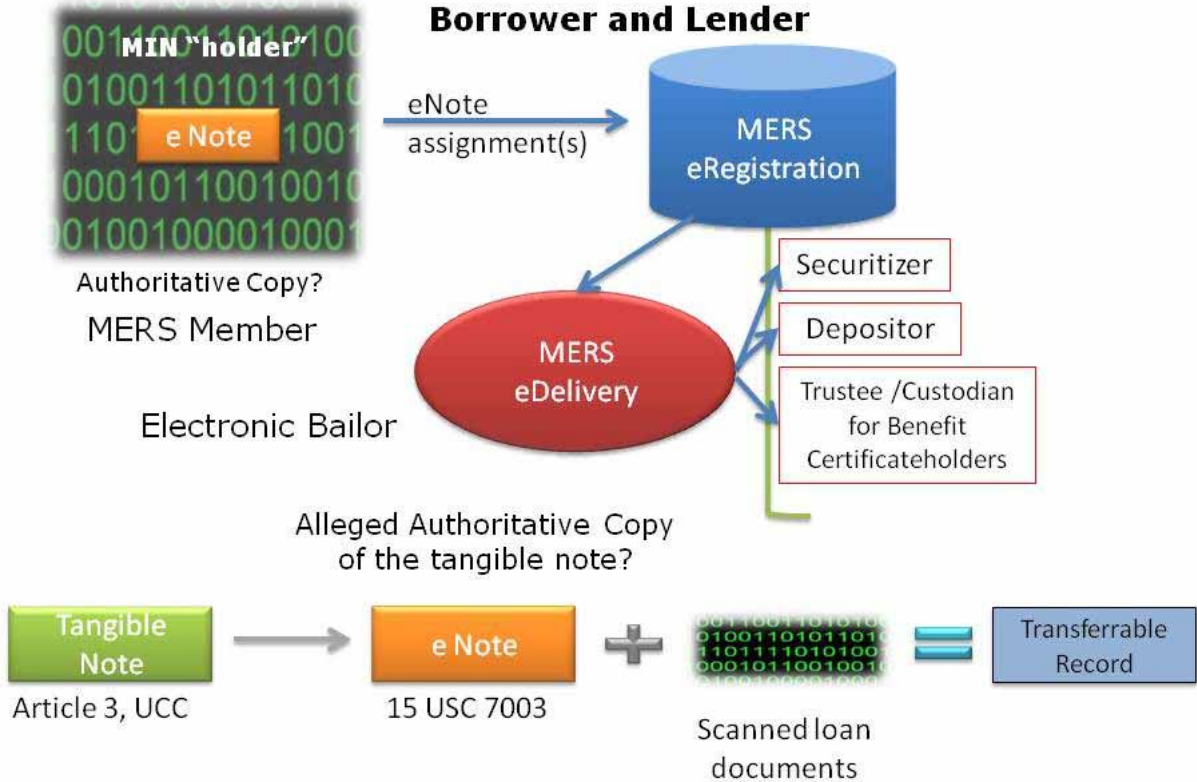 Borrower and Lender
MIN “holder”
e Note
eNote
assignment(s)
MERS
eRegistration
Authoritative Copy?
MERS Member
Electronic Bailor
MERS
eDelivery
Securitizer
Depositor
Trustee /Custodian
for Benefit
Certificateholders
Alleged Authoritative Copy
of the tangible note?
Tangible
Note
e Note
Transferrable
Record
Article 3, UCC
15 USC 7003
Scanned loan
documents